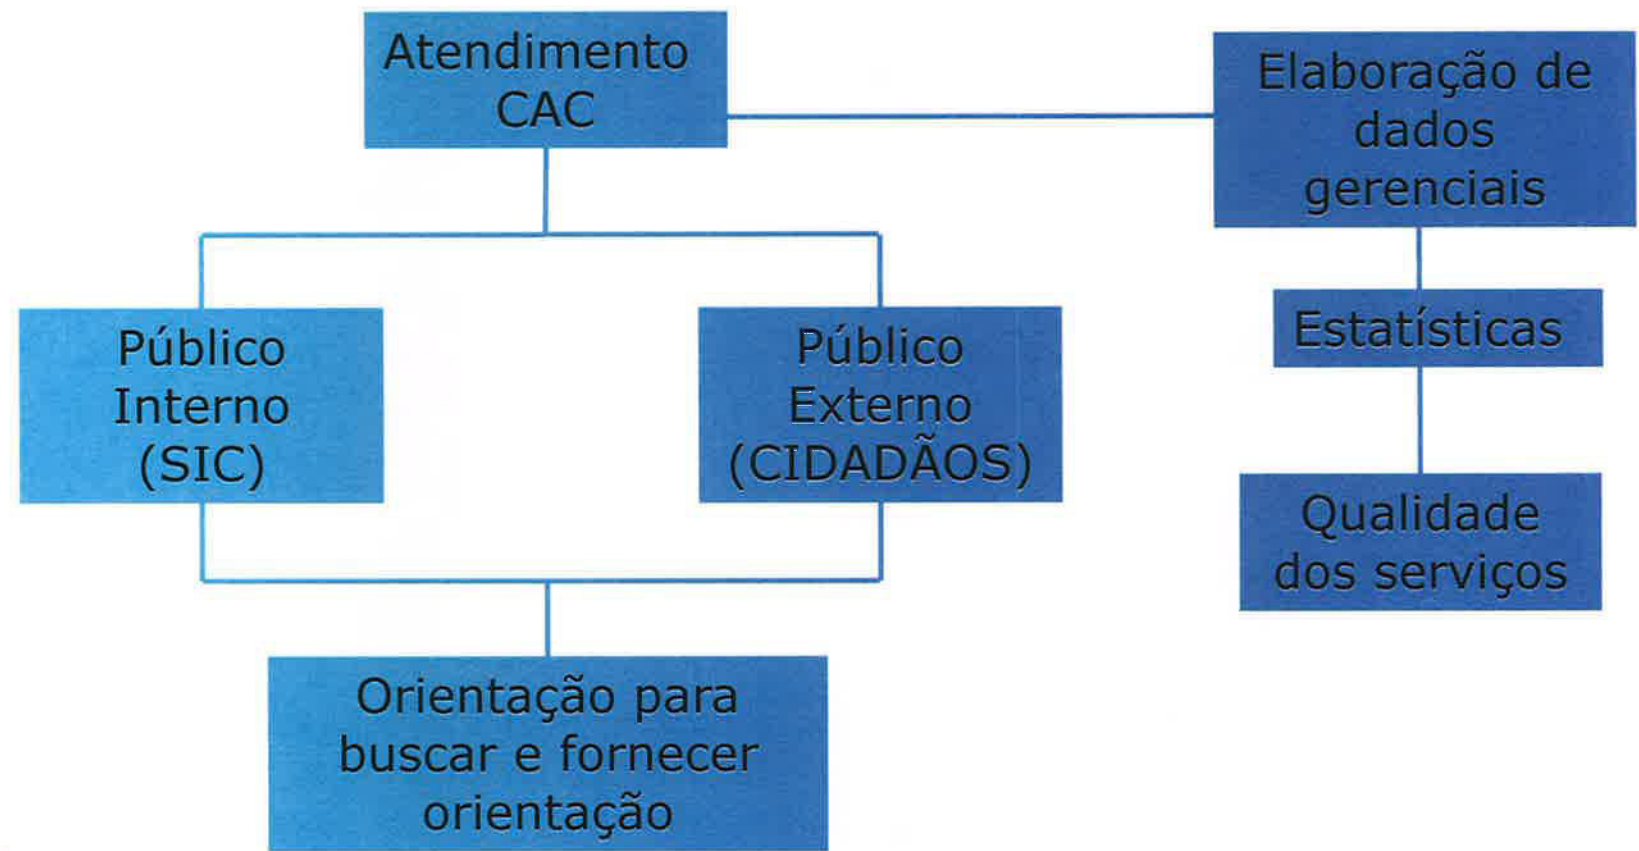 Atendimento
CAC
Elaboração de
dados
gerenciais
Público
Interno
(SIC)
Público
Externo
(CIDADÃOS)
Estatísticas
Qualidade
dos serviços
Orientação para
buscar e fornecer
orientação